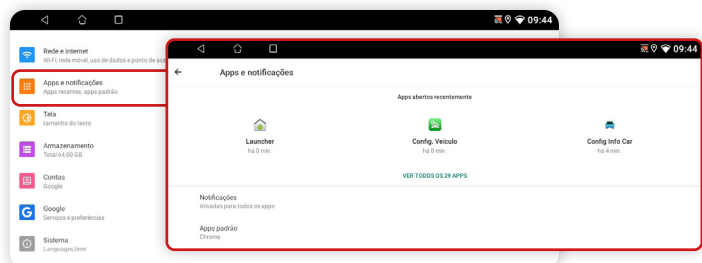 09:44
Rede e internet
Wi-Fi, rede móvel, uso de dados e ponto de ace
Apps e notificações
Apps recentes, apps padrão
Tela
tamanho do texto
Armazenamento
Total 64,00 GB
Contas
Google
Google
Serviços e preferências
Sistema
Languages,time
09:44
Apps e notificações
Apps abertos recentemente
Launcher
há 0 min.
Config. Veículo
há 0 min.
Config Info Car
há 4 min.
VER TODOS OS 29 APPS
Notificações
Ativadas para todos os apps
Apps padrão
Chrome